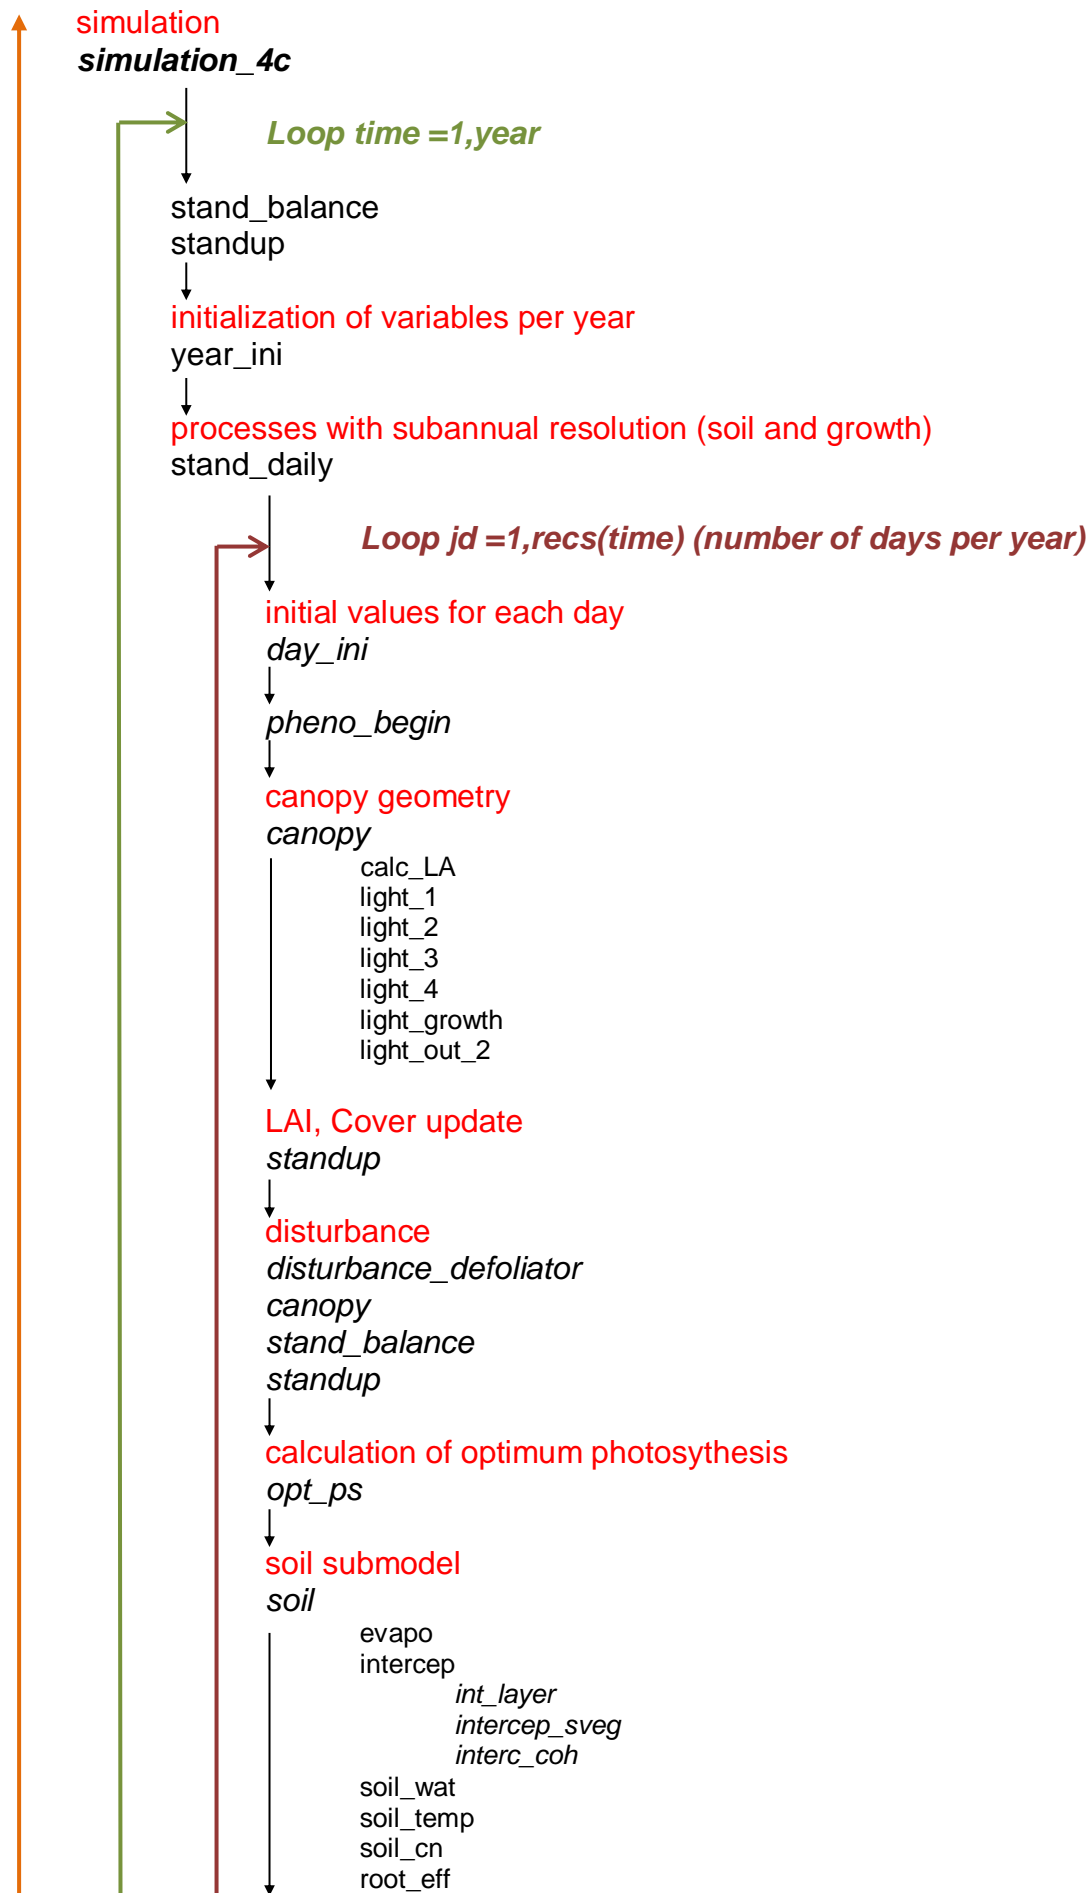 simulation
simulation_4c
Loop time =1,year
stand_balance
standup
initialization of variables per year
year_ini
processes with subannual resolution (soil and growth)
stand_daily
Loop jd =1,recs(time) (number of days per year)
initial values for each day
day_ini
pheno_begin
canopy geometry
canopy
calc_LA
light_1
light_2
light_3
light_4
light_growth
light_out_2
LAI, Cover update
standup
disturbance
disturbance_defoliator
canopy
stand_balance
standup
calculation of optimum photosythesis
opt_ps
soil submodel
soil
evapo
intercep
int_layer
intercep_sveg
interc_coh
soil_wat
soil_temp
soil_cn
root_eff